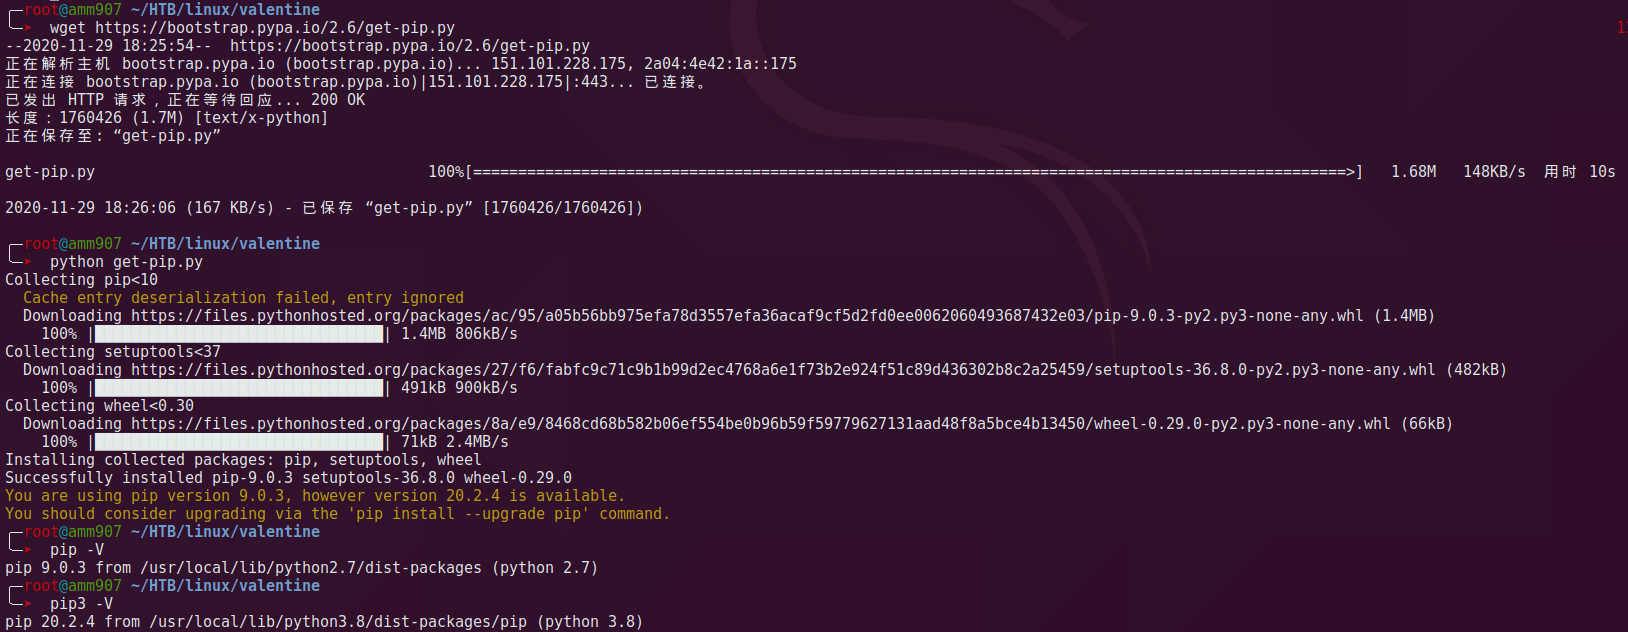 root@amm907 ~/HTB/linux/valentine
wget https://bootstrap.pypa.io/2.6/get-pip.py
--2020-11-29 18:25:54-- https://bootstrap.pypa.io/2.6/get-pip.py
正在解析主机 bootstrap.pypa.io (bootstrap.pypa.io)... 151.101.228.175, 2a04:4e42:1a::175
正在连接 bootstrap.pypa.io (bootstrap.pypa.io)|151.101.228.175|:443... 已连接。
已发出 HTTP 请求，正在等待回应... 200 OK
长度：1760426 (1.7M) [text/x-python]
正在保存至: “get-pip.py”
get-pip.py 100%[=================================================================================================>] 1.68M 148KB/s 用时 10s
2020-11-29 18:26:06 (167 KB/s) - 已保存 “get-pip.py” [1760426/1760426])
root@amm907 ~/HTB/linux/valentine
python get-pip.py
Collecting pip<10
Cache entry deserialization failed, entry ignored
Downloading https://files.pythonhosted.org/packages/ac/95/a05b56bb975efa78d3557efa36acaf9cf5d2fd0ee0062060493687432e03/pip-9.0.3-py2.py3-none-any.whl (1.4MB)
100% |████████████████████████████████| 1.4MB 806kB/s
Collecting setuptools<37
Downloading https://files.pythonhosted.org/packages/27/f6/fabfc9c71c9b1b99d2ec4768a6e1f73b2e924f51c89d436302b8c2a25459/setuptools-36.8.0-py2.py3-none-any.whl (482kB)
100% |████████████████████████████████| 491kB 900kB/s
Collecting wheel<0.30
Downloading https://files.pythonhosted.org/packages/8a/e9/8468cd68b582b06ef554be0b96b59f59779627131aad48f8a5bce4b13450/wheel-0.29.0-py2.py3-none-any.whl (66kB)
100% |████████████████████████████████| 71kB 2.4MB/s
Installing collected packages: pip, setuptools, wheel
Successfully installed pip-9.0.3 setuptools-36.8.0 wheel-0.29.0
You are using pip version 9.0.3, however version 20.2.4 is available.
You should consider upgrading via the 'pip install --upgrade pip' command.
root@amm907 ~/HTB/linux/valentine
pip -V
pip 9.0.3 from /usr/local/lib/python2.7/dist-packages (python 2.7)
root@amm907 ~/HTB/linux/valentine
pip3 -V
pip 20.2.4 from /usr/local/lib/python3.8/dist-packages/pip (python 3.8)